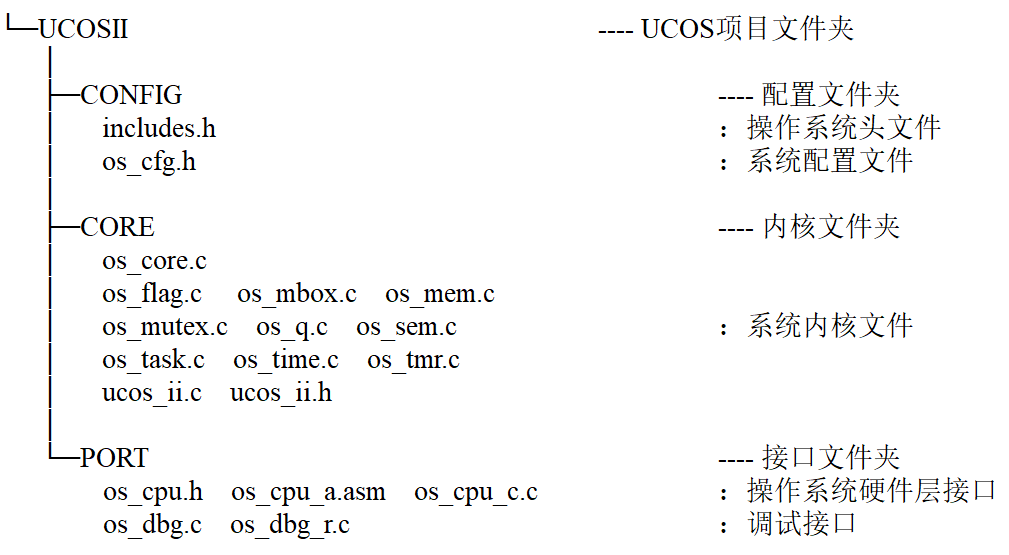 └─UCOSII ---- UCOS项目文件夹
├─CONFIG ---- 配置文件夹
includes.h ：操作系统头文件
os_cfg.h ：系统配置文件
├─CORE ---- 内核文件夹
os_core.c
os_flag.c os_mbox.c os_mem.c
os_mutex.c os_q.c os_sem.c ：系统内核文件
os_task.c os_time.c os_tmr.c
ucos_ii.c ucos_ii.h
└─PORT ---- 接口文件夹
os_cpu.h os_cpu_a.asm os_cpu_c.c ：操作系统硬件层接口
os_dbg.c os_dbg_r.c ：调试接口